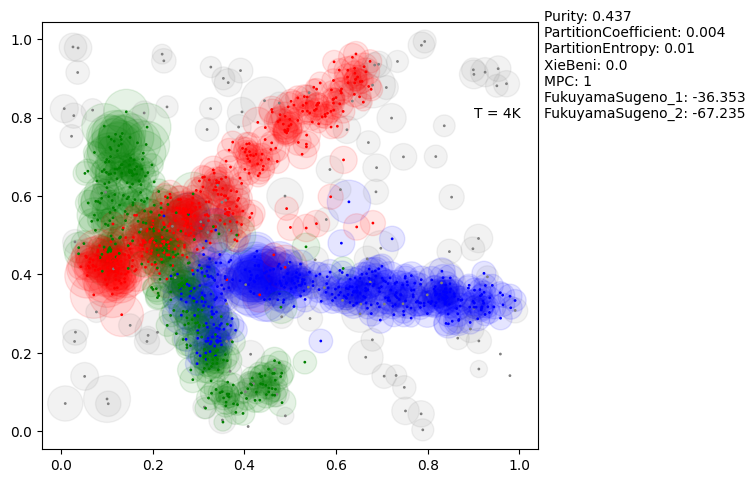 Purity: 0.437
PartitionCoefficient: 0.004
PartitionEntropy: 0.01
XieBeni: 0.0
MPC: 1
FukuyamaSugeno_1: -36.353
FukuyamaSugeno_2: -67.235
T = 4K
1.0
0.8
0.6
0.4
0.2
0.0
0.0 0.2 0.4 0.6 0.8 1.0